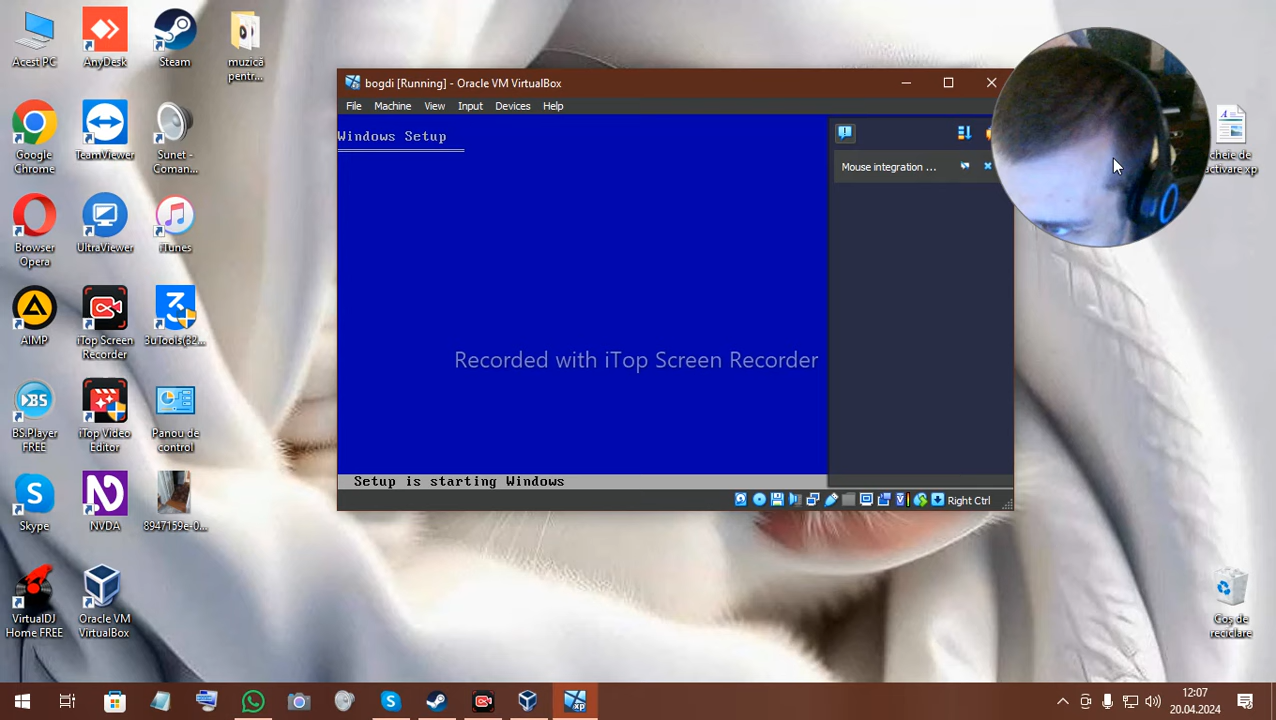 Acest PC
AnyDesk
Steam
muzică
pentr...
Google
Chrome
TeamViewer
Sunet -
Coman...
Browser
Opera
UltraViewer
iTunes
AIMP
iTop Screen
Recorder
3uTools(32...
BS.Player
FREE
iTop Video
Editor
Panou de
control
Skype
NVDA
8947159e-0...
VirtualDJ
Home FREE
Oracle VM
VirtualBox
bogdi [Running] - Oracle VM VirtualBox
File Machine View Input Devices Help
Windows Setup
Mouse integration ...
Recorded with iTop Screen Recorder
Setup is starting Windows
Right Ctrl
cheie de
activare xp
Coș de
reciclare
xp
12:07
20.04.2024